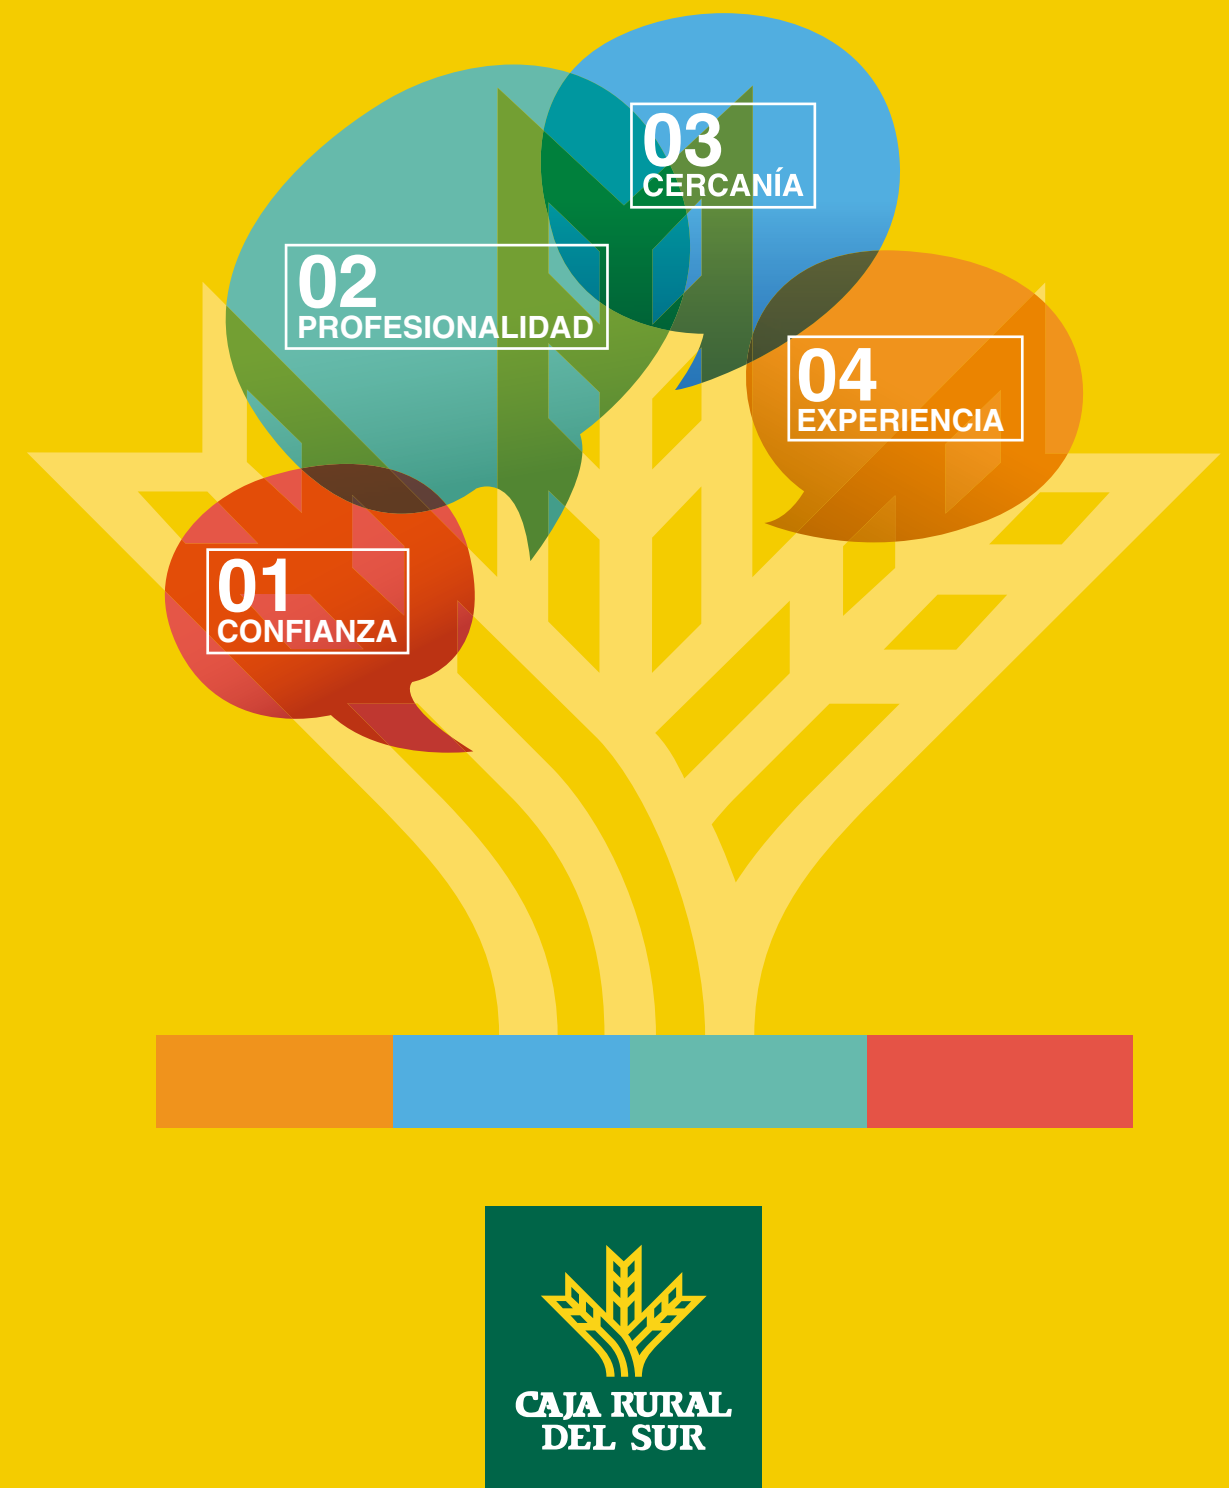 03
CERCANÍA
02
PROFESIONALIDAD
04
EXPERIENCIA
01
CONFIANZA
CAJA RURAL
DEL SUR